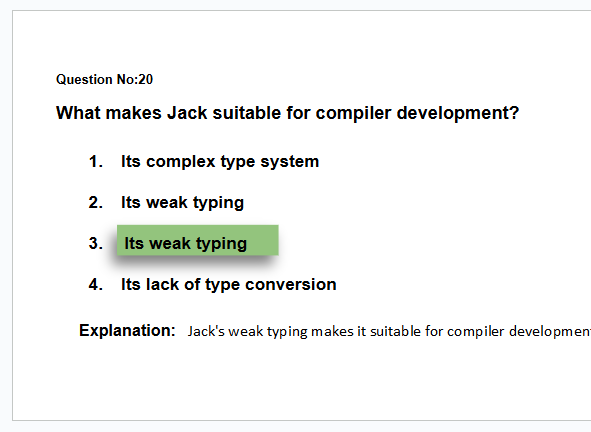 Question No:20
What makes Jack suitable for compiler development?
1. Its complex type system
2. Its weak typing
3. Its weak typing
4. Its lack of type conversion
Explanation: Jack's weak typing makes it suitable for compiler development